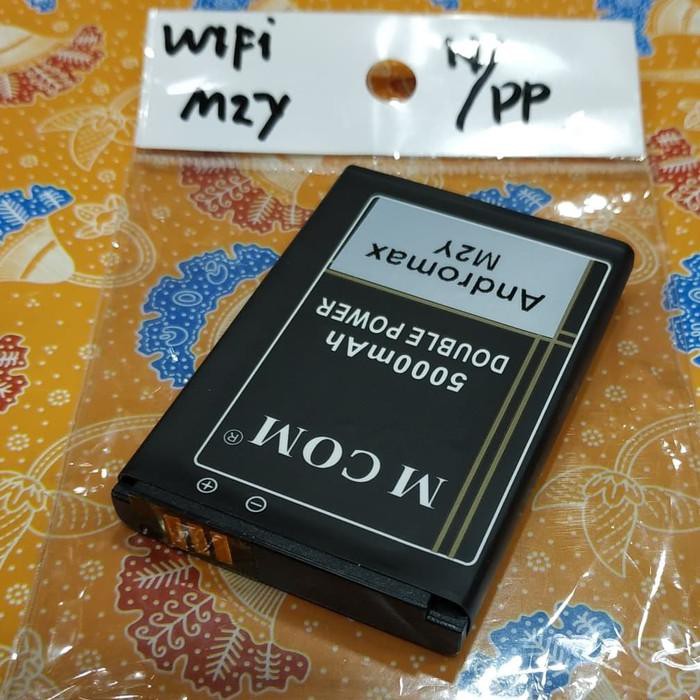 WIFI
M2Y
/PP
M COM®
5000mAh
DOUBLE POWER
Andromax
M2Y